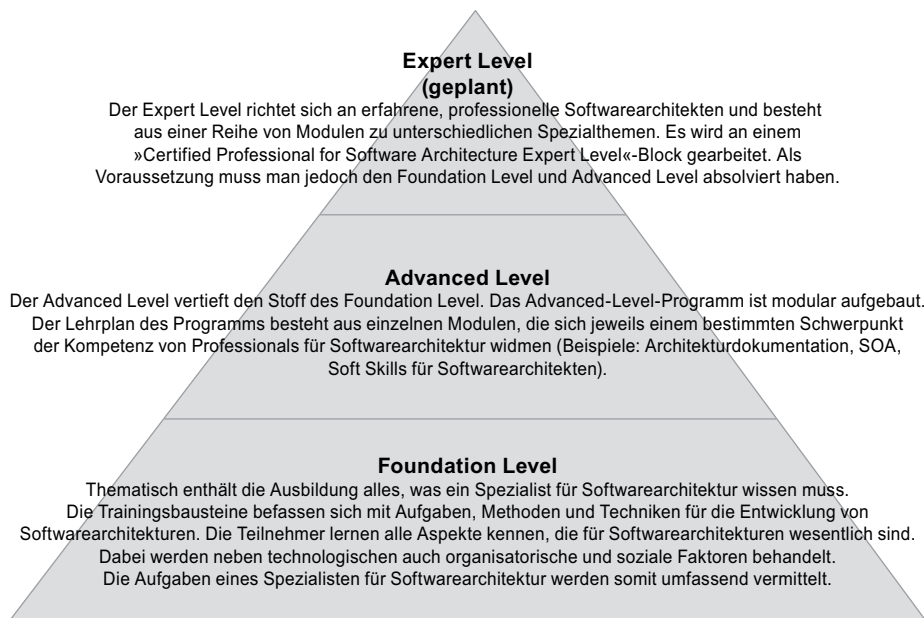 Expert Level
(geplant)
Der Expert Level richtet sich an erfahrene, professionelle Softwarearchitekten und besteht
aus einer Reihe von Modulen zu unterschiedlichen Spezialthemen. Es wird an einem
»Certified Professional for Software Architecture Expert Level«-Block gearbeitet. Als
Voraussetzung muss man jedoch den Foundation Level und Advanced Level absolviert haben.
Advanced Level
Der Advanced Level vertieft den Stoff des Foundation Level. Das Advanced-Level-Programm ist modular aufgebaut.
Der Lehrplan des Programms besteht aus einzelnen Modulen, die sich jeweils einem bestimmten Schwerpunkt
der Kompetenz von Professionals für Softwarearchitektur widmen (Beispiele: Architekturdokumentation, SOA,
Soft Skills für Softwarearchitekten).
Foundation Level
Thematisch enthält die Ausbildung alles, was ein Spezialist für Softwarearchitektur wissen muss.
Die Trainingsbausteine befassen sich mit Aufgaben, Methoden und Techniken für die Entwicklung von
Softwarearchitekturen. Die Teilnehmer lernen alle Aspekte kennen, die für Softwarearchitekturen wesentlich sind.
Dabei werden neben technologischen auch organisatorische und soziale Faktoren behandelt.
Die Aufgaben eines Spezialisten für Softwarearchitektur werden somit umfassend vermittelt.